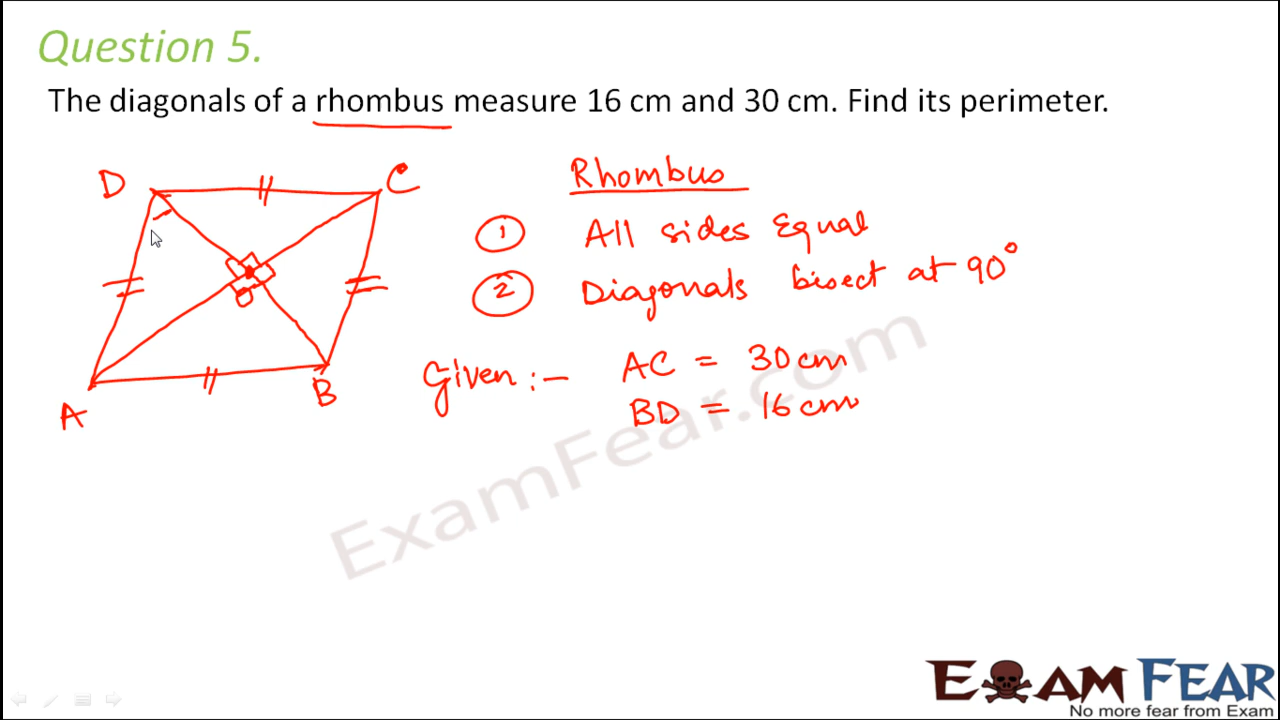 Question 5.
The diagonals of a rhombus measure 16 cm and 30 cm. Find its perimeter.
D
C
Rhombus
1 All sides Equal
2 Diagonals bisect at 90°
O
Given :- AC = 30 cm
BD = 16 cm
A
B
ExamFear.com
EXAM FEAR
No more fear from Exam